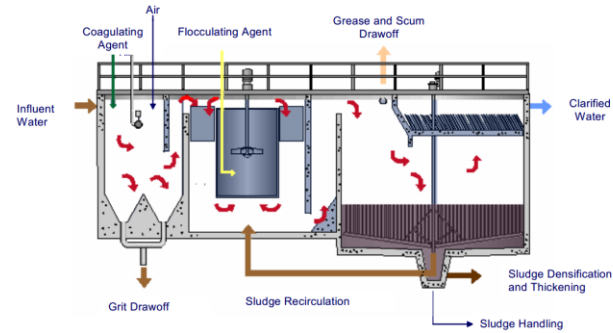 Air
Coagulating
Agent
Flocculating Agent
Grease and Scum
Drawoff
Influent
Water
Clarified
Water
Grit Drawoff
Sludge Recirculation
Sludge Densification
and Thickening
Sludge Handling